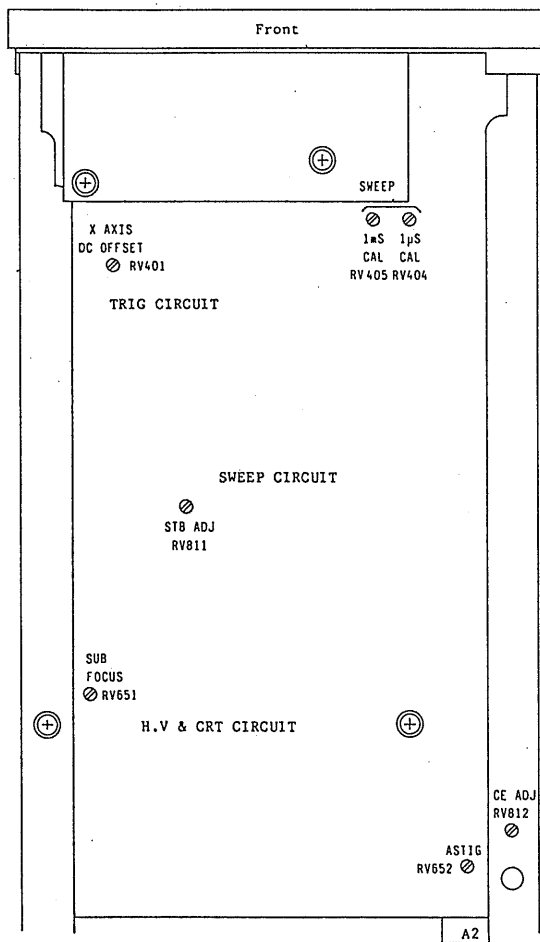 Front
SWEEP
1mS 1µS
CAL CAL
RV405 RV404
X AXIS
DC OFFSET
RV401
TRIG CIRCUIT
SWEEP CIRCUIT
STB ADJ
RV811
SUB
FOCUS
RV651
H.V & CRT CIRCUIT
CE ADJ
RV812
ASTIG
RV652
A2